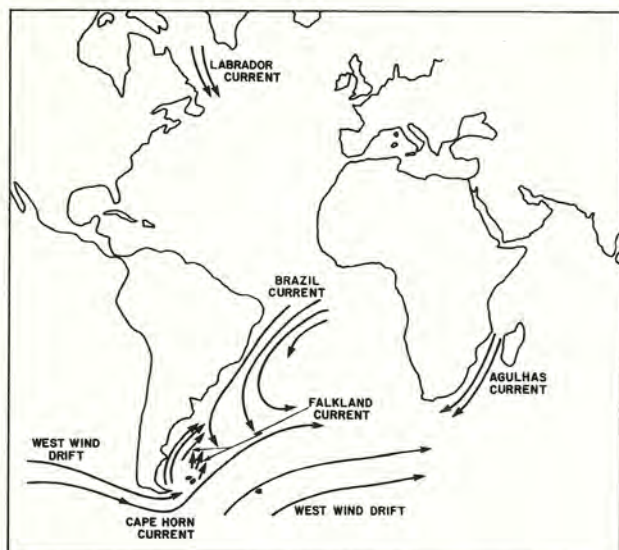 LABRADOR
CURRENT
BRAZIL
CURRENT
AGULHAS
CURRENT
FALKLAND
CURRENT
WEST WIND
DRIFT
WEST WIND DRIFT
CAPE HORN
CURRENT